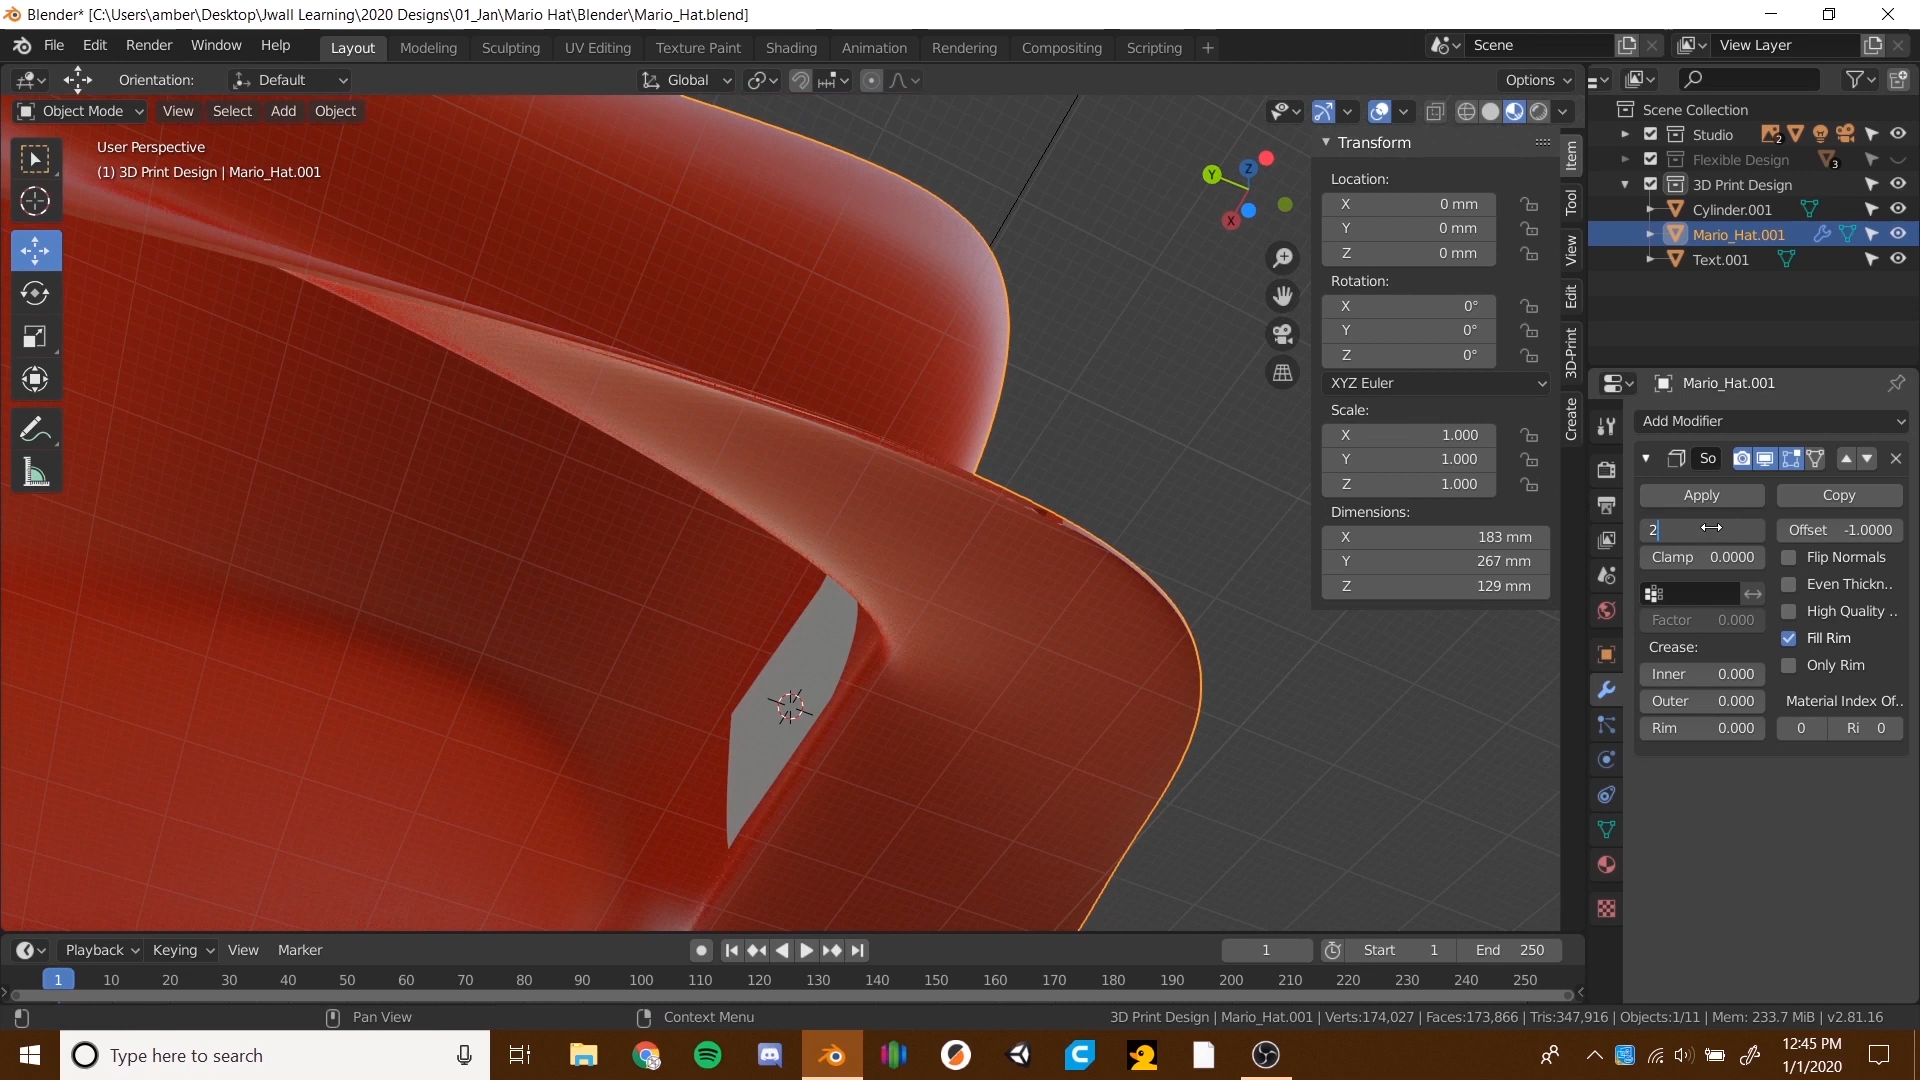 Blender* [C:\Users\amber\Desktop\Jwall Learning\2020 Designs\01_Jan\Mario Hat\Blender\Mario_Hat.blend]
File Edit Render Window Help Layout Modeling Sculpting UV Editing Texture Paint Shading Animation Rendering Compositing Scripting + Scene View Layer
Orientation: Default Global Options
Object Mode View Select Add Object
User Perspective
(1) 3D Print Design | Mario_Hat.001
Y Z X
Transform
Location:
X 0 mm
Y 0 mm
Z 0 mm
Rotation:
X 0°
Y 0°
Z 0°
XYZ Euler
Scale:
X 1.000
Y 1.000
Z 1.000
Dimensions:
X 183 mm
Y 267 mm
Z 129 mm
Item
Tool
View
Edit
3D-Print
Create
Scene Collection
Studio 2
Flexible Design 3
3D Print Design
Cylinder.001
Mario_Hat.001
Text.001
Mario_Hat.001
Add Modifier
So
Apply Copy
2 Offset -1.0000
Clamp 0.0000 Flip Normals
Even Thickn..
High Quality ..
Factor 0.000
Fill Rim
Crease:
Only Rim
Inner 0.000
Outer 0.000 Material Index Of..
Rim 0.000 0 Ri 0
Playback Keying View Marker 1 Start 1 End 250
1 10 20 30 40 50 60 70 80 90 100 110 120 130 140 150 160 170 180 190 200 210 220 230 240 250
Pan View Context Menu 3D Print Design | Mario_Hat.001 | Verts:174,027 | Faces:173,866 | Tris:347,916 | Objects:1/11 | Mem: 233.7 MiB | v2.81.16
Type here to search
12:45 PM
1/1/2020